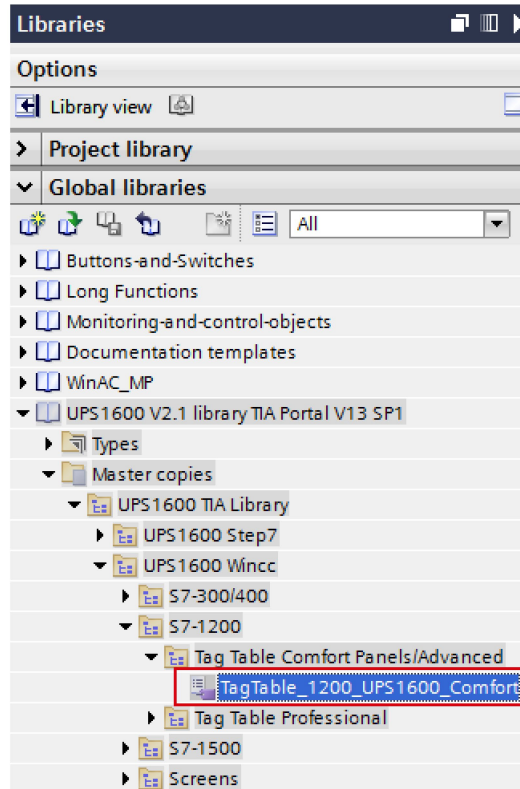 Libraries
Options
Library view
Project library
Global libraries
All
Buttons-and-Switches
Long Functions
Monitoring-and-control-objects
Documentation templates
WinAC_MP
UPS1600 V2.1 library TIA Portal V13 SP1
Types
Master copies
UPS1600 TIA Library
UPS1600 Step7
UPS1600 Wincc
S7-300/400
S7-1200
Tag Table Comfort Panels/Advanced
TagTable_1200_UPS1600_Comfort
Tag Table Professional
S7-1500
Screens